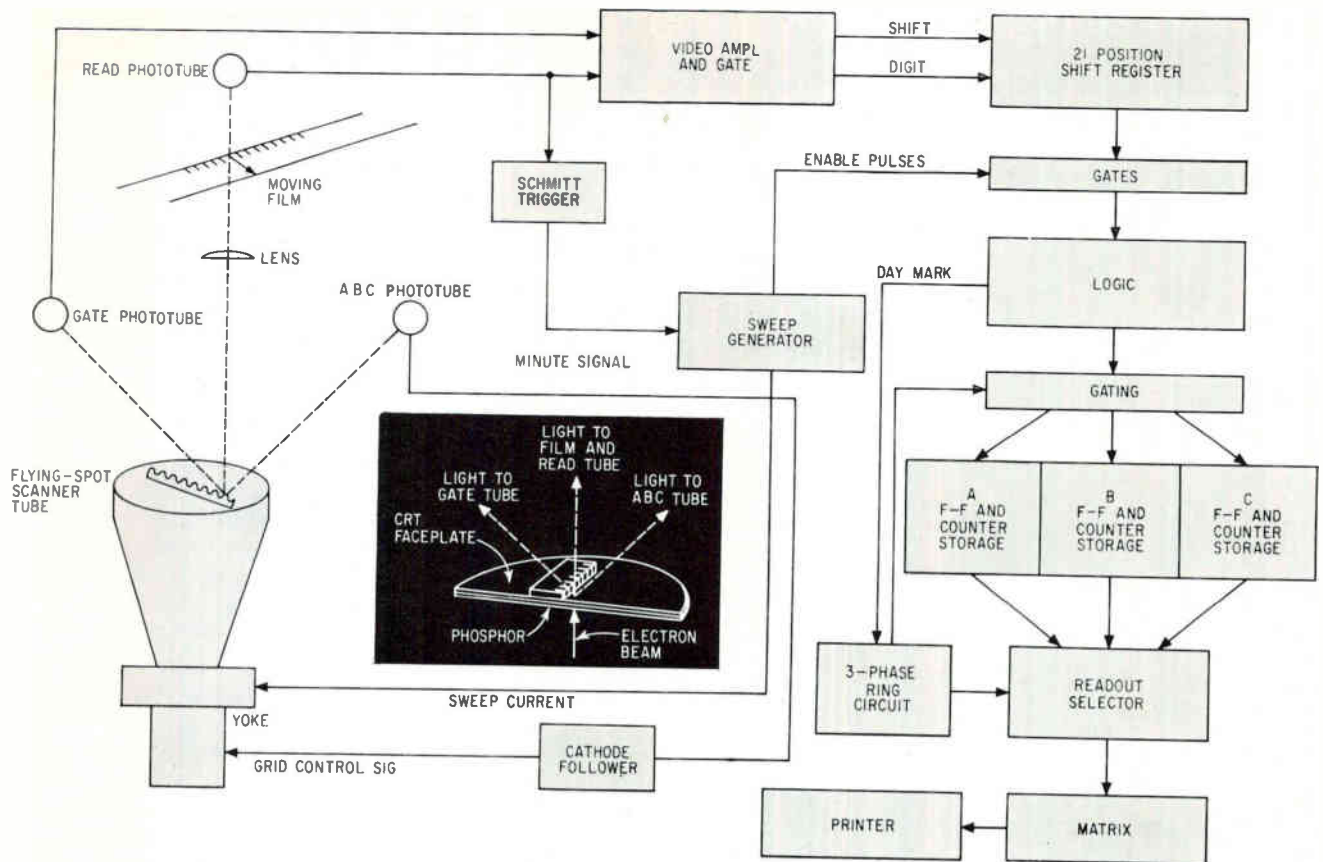 READ PHOTOTUBE
VIDEO AMPL
AND GATE
SHIFT
DIGIT
21 POSITION
SHIFT REGISTER
MOVING
FILM
SCHMITT
TRIGGER
ENABLE PULSES
GATES
LENS
GATE PHOTOTUBE
ABC PHOTOTUBE
DAY MARK
LOGIC
SWEEP
GENERATOR
MINUTE SIGNAL
GATING
FLYING-SPOT
SCANNER
TUBE
LIGHT TO
FILM AND
READ TUBE
LIGHT TO
GATE TUBE
LIGHT TO
ABC TUBE
CRT
FACEPLATE
PHOSPHOR
ELECTRON
BEAM
A
F-F AND
COUNTER
STORAGE
B
F-F AND
COUNTER
STORAGE
C
F-F AND
COUNTER
STORAGE
3-PHASE
RING
CIRCUIT
READOUT
SELECTOR
SWEEP CURRENT
YOKE
GRID CONTROL SIG
CATHODE
FOLLOWER
PRINTER
MATRIX